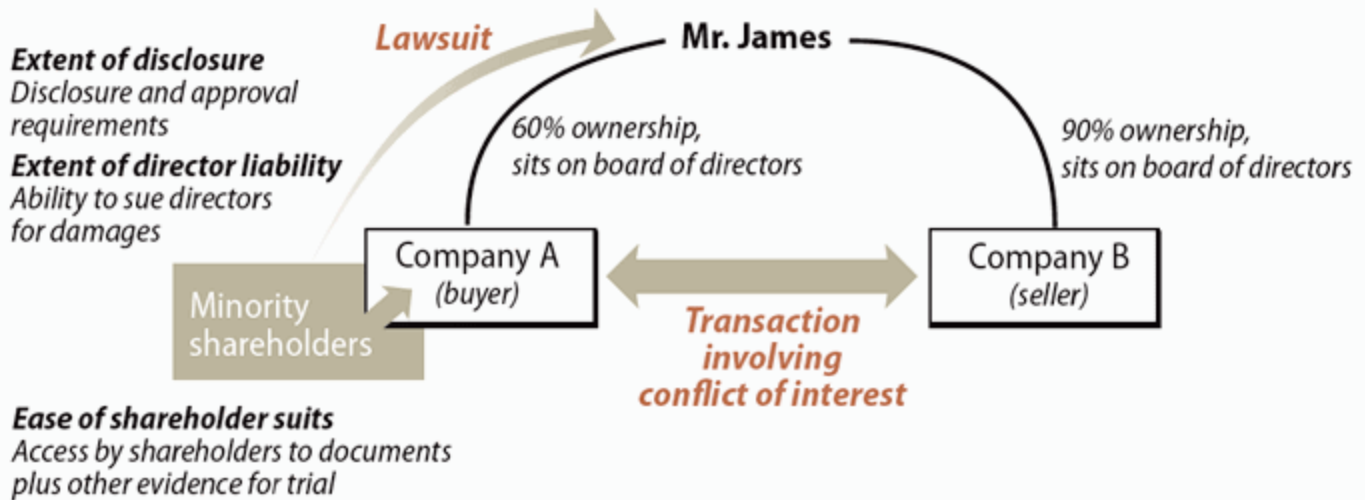 Lawsuit
Mr. James
Extent of disclosure
Disclosure and approval
requirements
Extent of director liability
Ability to sue directors
for damages
60% ownership,
sits on board of directors
90% ownership,
sits on board of directors
Minority
shareholders
Company A
(buyer)
Transaction
involving
conflict of interest
Company B
(seller)
Ease of shareholder suits
Access by shareholders to documents
plus other evidence for trial